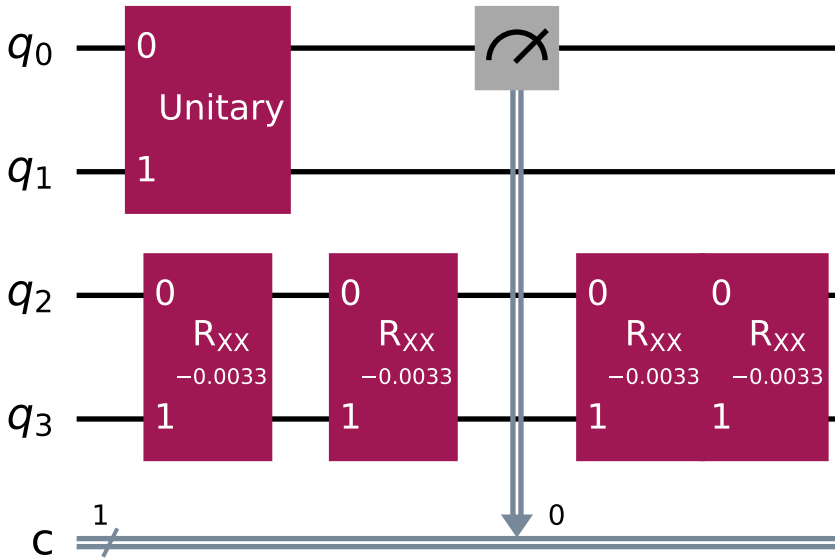 q0 0
Unitary
q1 1
q2 0 0 0 0
RXX RXX RXX RXX
−0.0033 −0.0033 −0.0033 −0.0033
q3 1 1 1 1
1 0
c